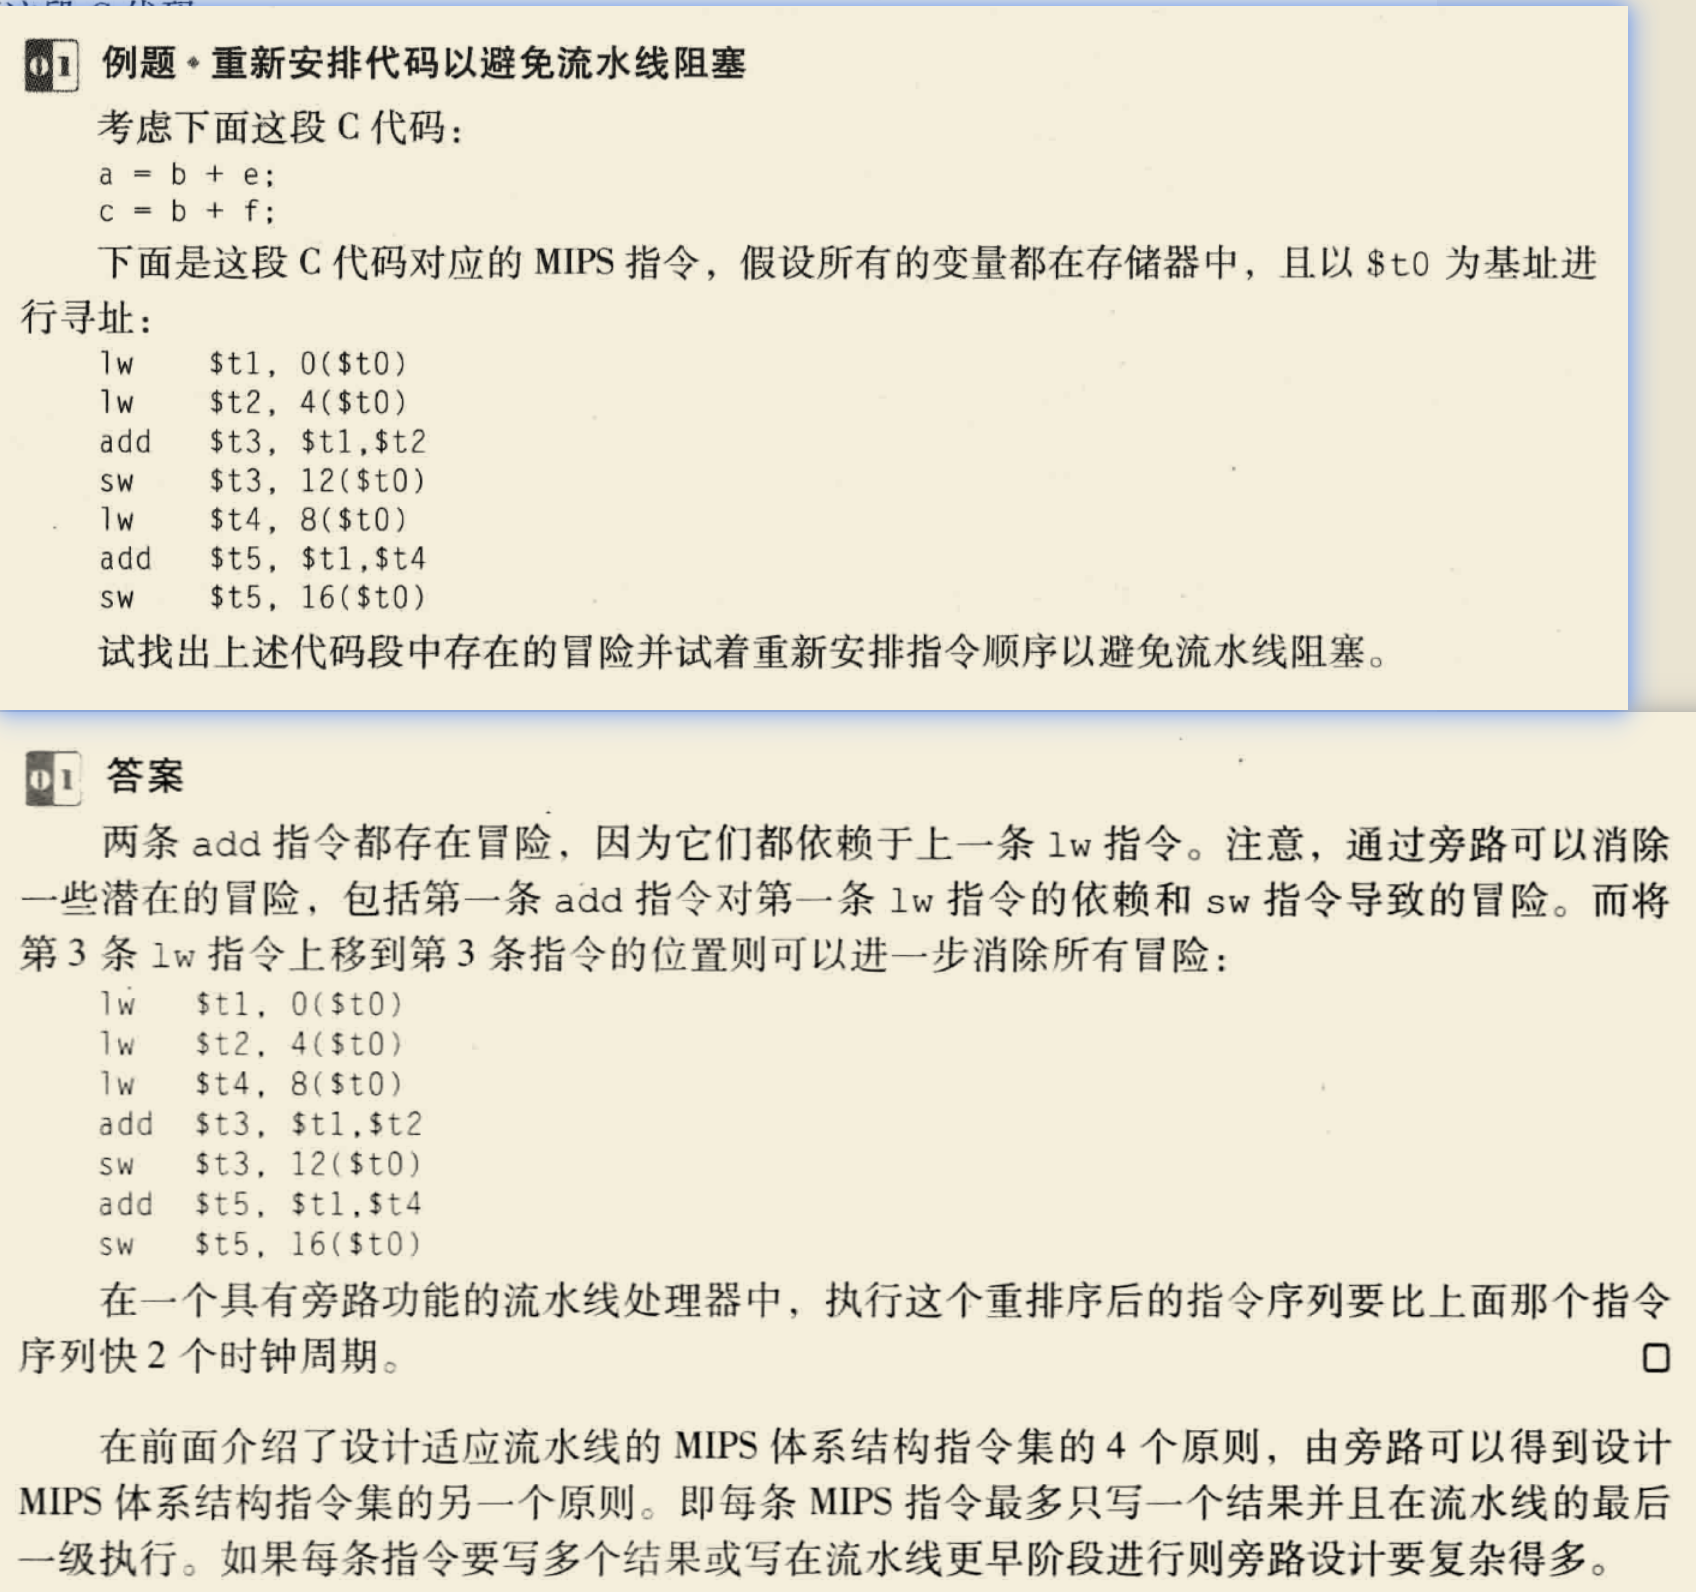 01 例题·重新安排代码以避免流水线阻塞
考虑下面这段 C 代码：
a = b + e;
c = b + f;
下面是这段 C 代码对应的 MIPS 指令，假设所有的变量都在存储器中，且以 $t0 为基址进
行寻址：
lw $t1, 0($t0)
lw $t2, 4($t0)
add $t3, $t1,$t2
sw $t3, 12($t0)
lw $t4, 8($t0)
add $t5, $t1,$t4
sw $t5, 16($t0)
试找出上述代码段中存在的冒险并试着重新安排指令顺序以避免流水线阻塞。
01 答案
两条 add 指令都存在冒险，因为它们都依赖于上一条 lw 指令。注意，通过旁路可以消除
一些潜在的冒险，包括第一条 add 指令对第一条 lw 指令的依赖和 sw 指令导致的冒险。而将
第 3 条 lw 指令上移到第 3 条指令的位置则可以进一步消除所有冒险：
lw $t1, 0($t0)
lw $t2, 4($t0)
lw $t4, 8($t0)
add $t3, $t1,$t2
sw $t3, 12($t0)
add $t5, $t1,$t4
sw $t5, 16($t0)
在一个具有旁路功能的流水线处理器中，执行这个重排序后的指令序列要比上面那个指令
序列快 2 个时钟周期。
在前面介绍了设计适应流水线的 MIPS 体系结构指令集的 4 个原则，由旁路可以得到设计
MIPS 体系结构指令集的另一个原则。即每条 MIPS 指令最多只写一个结果并且在流水线的最后
一级执行。如果每条指令要写多个结果或写在流水线更早阶段进行则旁路设计要复杂得多。